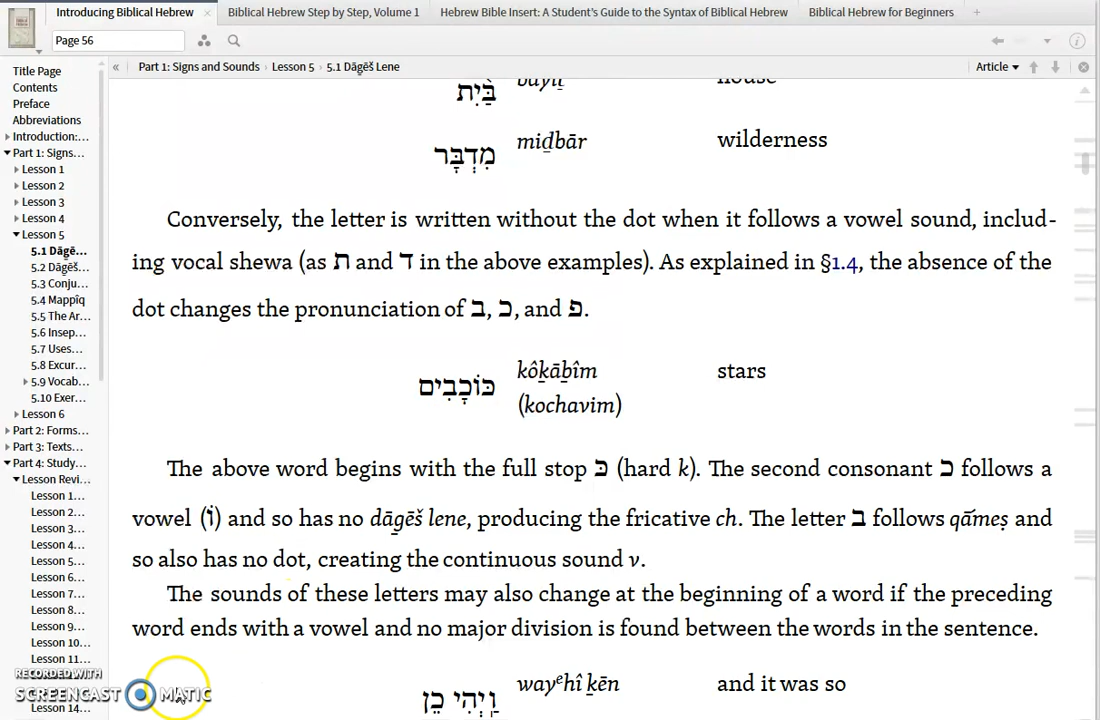 Introducing Biblical Hebrew
Biblical Hebrew Step by Step, Volume 1
Hebrew Bible Insert: A Student's Guide to the Syntax of Biblical Hebrew
Biblical Hebrew for Beginners
Page 56
Title Page
Contents
Preface
Abbreviations
Introduction:...
Part 1: Signs...
Lesson 1
Lesson 2
Lesson 3
Lesson 4
Lesson 5
5.1 Dāgē...
5.2 Dāgēš...
5.3 Conju...
5.4 Mappîq
5.5 The Ar...
5.6 Insep...
5.7 Uses...
5.8 Excur...
5.9 Vocab...
5.10 Exer...
Lesson 6
Part 2: Forms...
Part 3: Texts...
Part 4: Study...
Lesson Revi...
Lesson 1...
Lesson 2...
Lesson 3...
Lesson 4...
Lesson 5...
Lesson 6...
Lesson 7...
Lesson 8...
Lesson 9...
Lesson 10...
Lesson 11...
Lesson 14...
RECORDED WITH
SCREENCAST MATIC
« Part 1: Signs and Sounds › Lesson 5 › 5.1 Dāgēš Lene
Article
בַּיִת bayiṯ house
מִדְבָּר miḏbār wilderness
Conversely, the letter is written without the dot when it follows a vowel sound, includ-
ing vocal shewa (as ת and ד in the above examples). As explained in §1.4, the absence of the
dot changes the pronunciation of ב, כ, and פ.
כּוֹכָבִים kôḵāḇîm stars
(kochavim)
The above word begins with the full stop כּ (hard k). The second consonant כ follows a
vowel (וֹ) and so has no dāgēš lene, producing the fricative ch. The letter ב follows qāmeṣ and
so also has no dot, creating the continuous sound v.
The sounds of these letters may also change at the beginning of a word if the preceding
word ends with a vowel and no major division is found between the words in the sentence.
וַיְהִי כֵן wayᵉhî ḵēn and it was so